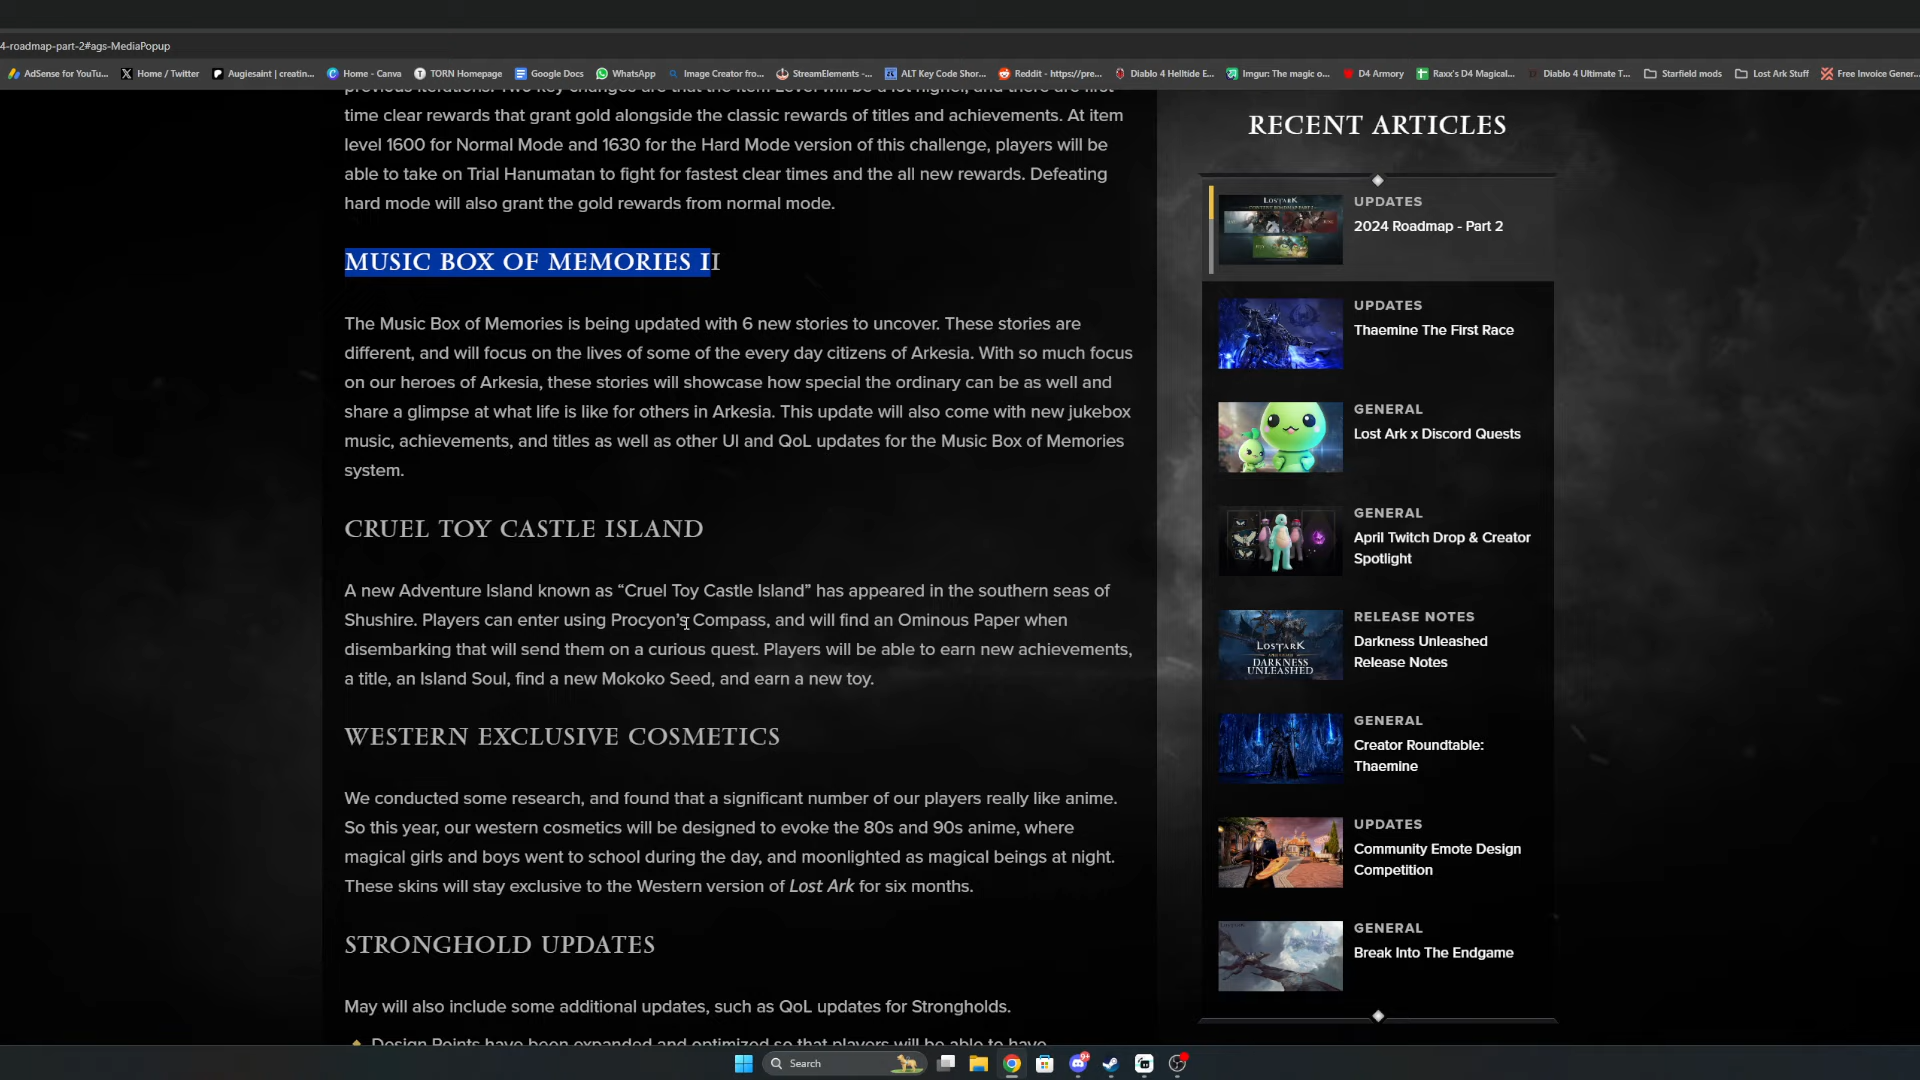 4-roadmap-part-2#ags-MediaPopup
AdSense for YouTu... Home / Twitter Augiesaint | creatin... Home - Canva TORN Homepage Google Docs WhatsApp Image Creator fro... StreamElements -... ALT Key Code Shor... Reddit - https://pre... Diablo 4 Helltide E... Imgur: The magic o... D4 Armory Raxx's D4 Magical... Diablo 4 Ultimate T... Starfield mods Lost Ark Stuff Free Invoice Gener...
previous iterations. Two key changes are that the Item Level will be a lot higher, and there are first-
time clear rewards that grant gold alongside the classic rewards of titles and achievements. At item
level 1600 for Normal Mode and 1630 for the Hard Mode version of this challenge, players will be
able to take on Trial Hanumatan to fight for fastest clear times and the all new rewards. Defeating
hard mode will also grant the gold rewards from normal mode.
MUSIC BOX OF MEMORIES II
The Music Box of Memories is being updated with 6 new stories to uncover. These stories are
different, and will focus on the lives of some of the every day citizens of Arkesia. With so much focus
on our heroes of Arkesia, these stories will showcase how special the ordinary can be as well and
share a glimpse at what life is like for others in Arkesia. This update will also come with new jukebox
music, achievements, and titles as well as other UI and QoL updates for the Music Box of Memories
system.
CRUEL TOY CASTLE ISLAND
A new Adventure Island known as “Cruel Toy Castle Island” has appeared in the southern seas of
Shushire. Players can enter using Procyon’s Compass, and will find an Ominous Paper when
disembarking that will send them on a curious quest. Players will be able to earn new achievements,
a title, an Island Soul, find a new Mokoko Seed, and earn a new toy.
WESTERN EXCLUSIVE COSMETICS
We conducted some research, and found that a significant number of our players really like anime.
So this year, our western cosmetics will be designed to evoke the 80s and 90s anime, where
magical girls and boys went to school during the day, and moonlighted as magical beings at night.
These skins will stay exclusive to the Western version of Lost Ark for six months.
STRONGHOLD UPDATES
May will also include some additional updates, such as QoL updates for Strongholds.
Design Points have been expanded and optimized so that players will be able to have
RECENT ARTICLES
LOST ARK
UPDATES
2024 Roadmap - Part 2
UPDATES
Thaemine The First Race
GENERAL
Lost Ark x Discord Quests
GENERAL
April Twitch Drop & Creator
Spotlight
LOST ARK
DARKNESS
UNLEASHED
RELEASE NOTES
Darkness Unleashed
Release Notes
GENERAL
Creator Roundtable:
Thaemine
UPDATES
Community Emote Design
Competition
GENERAL
Break Into The Endgame
Search
9+